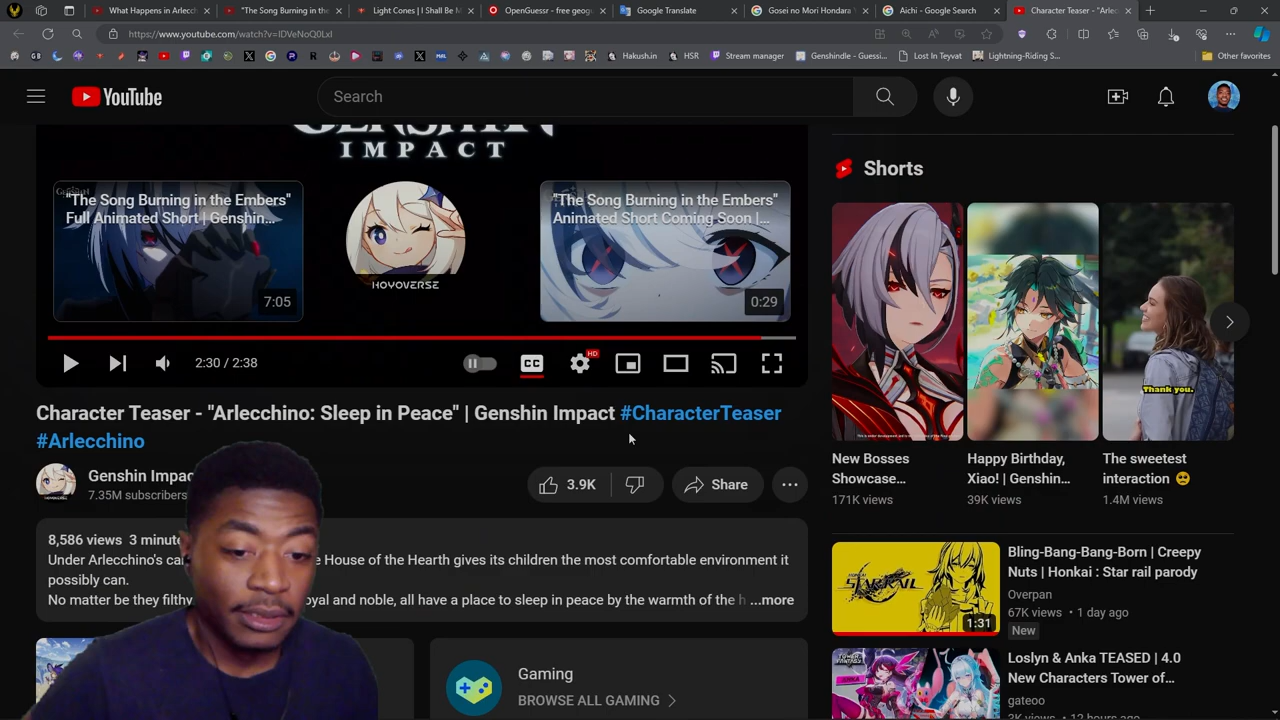 What Happens in Arlecch
"The Song Burning in the
Light Cones | I Shall Be M
OpenGuessr - free geog
Google Translate
Gosei no Mori Hondara
Aichi - Google Search
Character Teaser - "Arlec
https://www.youtube.com/watch?v=IDVeNoQ0LxI
Hakush.in
HSR
Stream manager
Genshindle - Guessi...
Lost In Teyvat
Lightning-Riding S...
Other favorites
YouTube
Search
GENSHIN
IMPACT
"The Song Burning in the Embers"
Full Animated Short | Genshin...
7:05
HOYOVERSE
"The Song Burning in the Embers"
Animated Short Coming Soon |...
0:29
2:30 / 2:38
CC
HD
Character Teaser - "Arlecchino: Sleep in Peace" | Genshin Impact #CharacterTeaser
#Arlecchino
Genshin Impac
7.35M subscribers
3.9K
Share
8,586 views 3 minute
Under Arlecchino's ca
House of the Hearth gives its children the most comfortable environment it
possibly can.
No matter be they filthy
oyal and noble, all have a place to sleep in peace by the warmth of the h ...more
Gaming
BROWSE ALL GAMING
Shorts
Thank you.
New Bosses
Showcase...
171K views
Happy Birthday,
Xiao! | Genshin...
39K views
The sweetest
interaction 🥺
1.4M views
STAR RAIL
1:31
Bling-Bang-Bang-Born | Creepy
Nuts | Honkai : Star rail parody
Overpan
67K views • 1 day ago
New
Loslyn & Anka TEASED | 4.0
New Characters Tower of...
gateoo
3K views • 12 hours ago